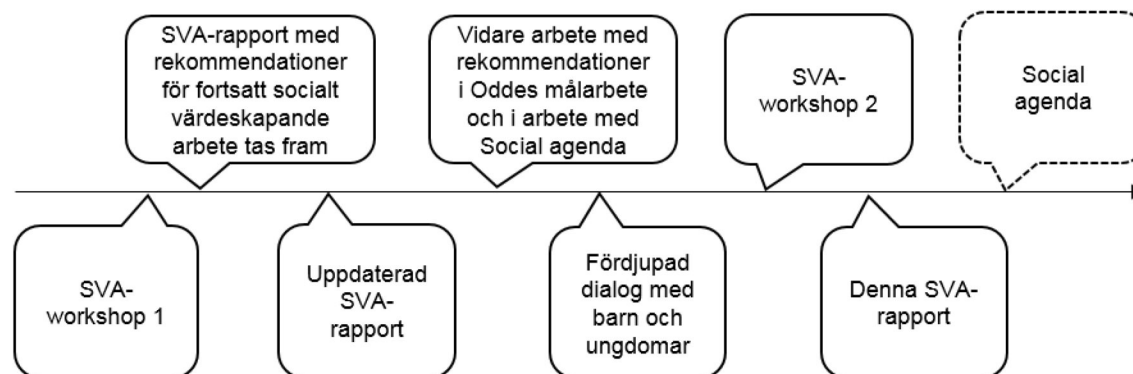 SVA-rapport med
rekommendationer
för fortsatt socialt
värdeskapande
arbete tas fram
Vidare arbete med
rekommendationer
i Oddes målarbete
och i arbete med
Social agenda
SVA-
workshop 2
Social
agenda
SVA-
workshop 1
Uppdaterad
SVA-
rapport
Fördjupad
dialog med
barn och
ungdomar
Denna SVA-
rapport